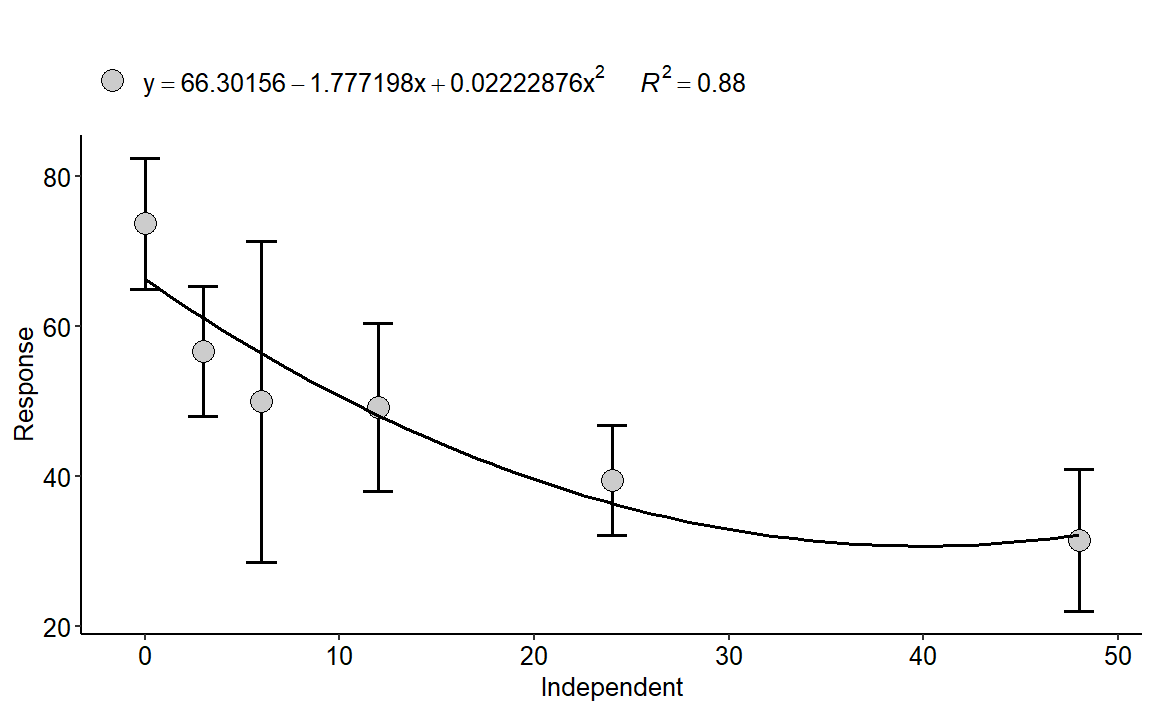 y = 66.30156 − 1.777198x + 0.02222876x² R² = 0.88
80
60
40
20
Response
0 10 20 30 40 50
Independent